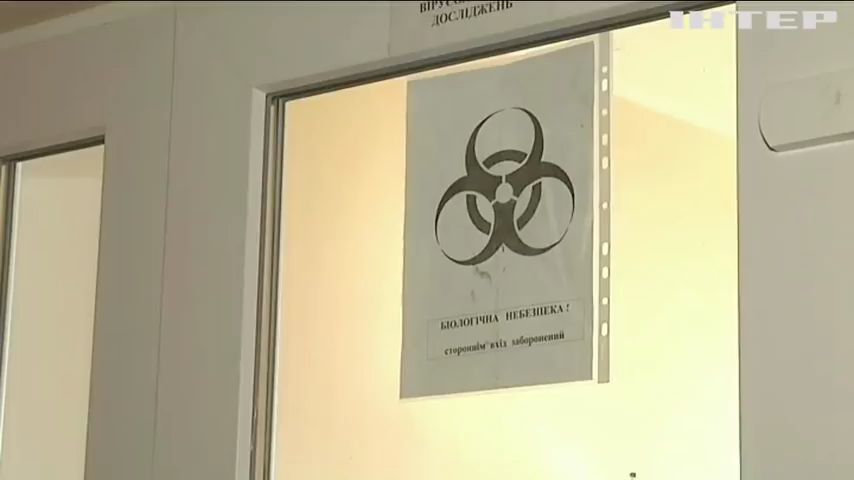 ІНТЕР
ДОСЛІДЖЕНЬ
БІОЛОГІЧНА НЕБЕЗПЕКА!
стороннім вхід заборонений